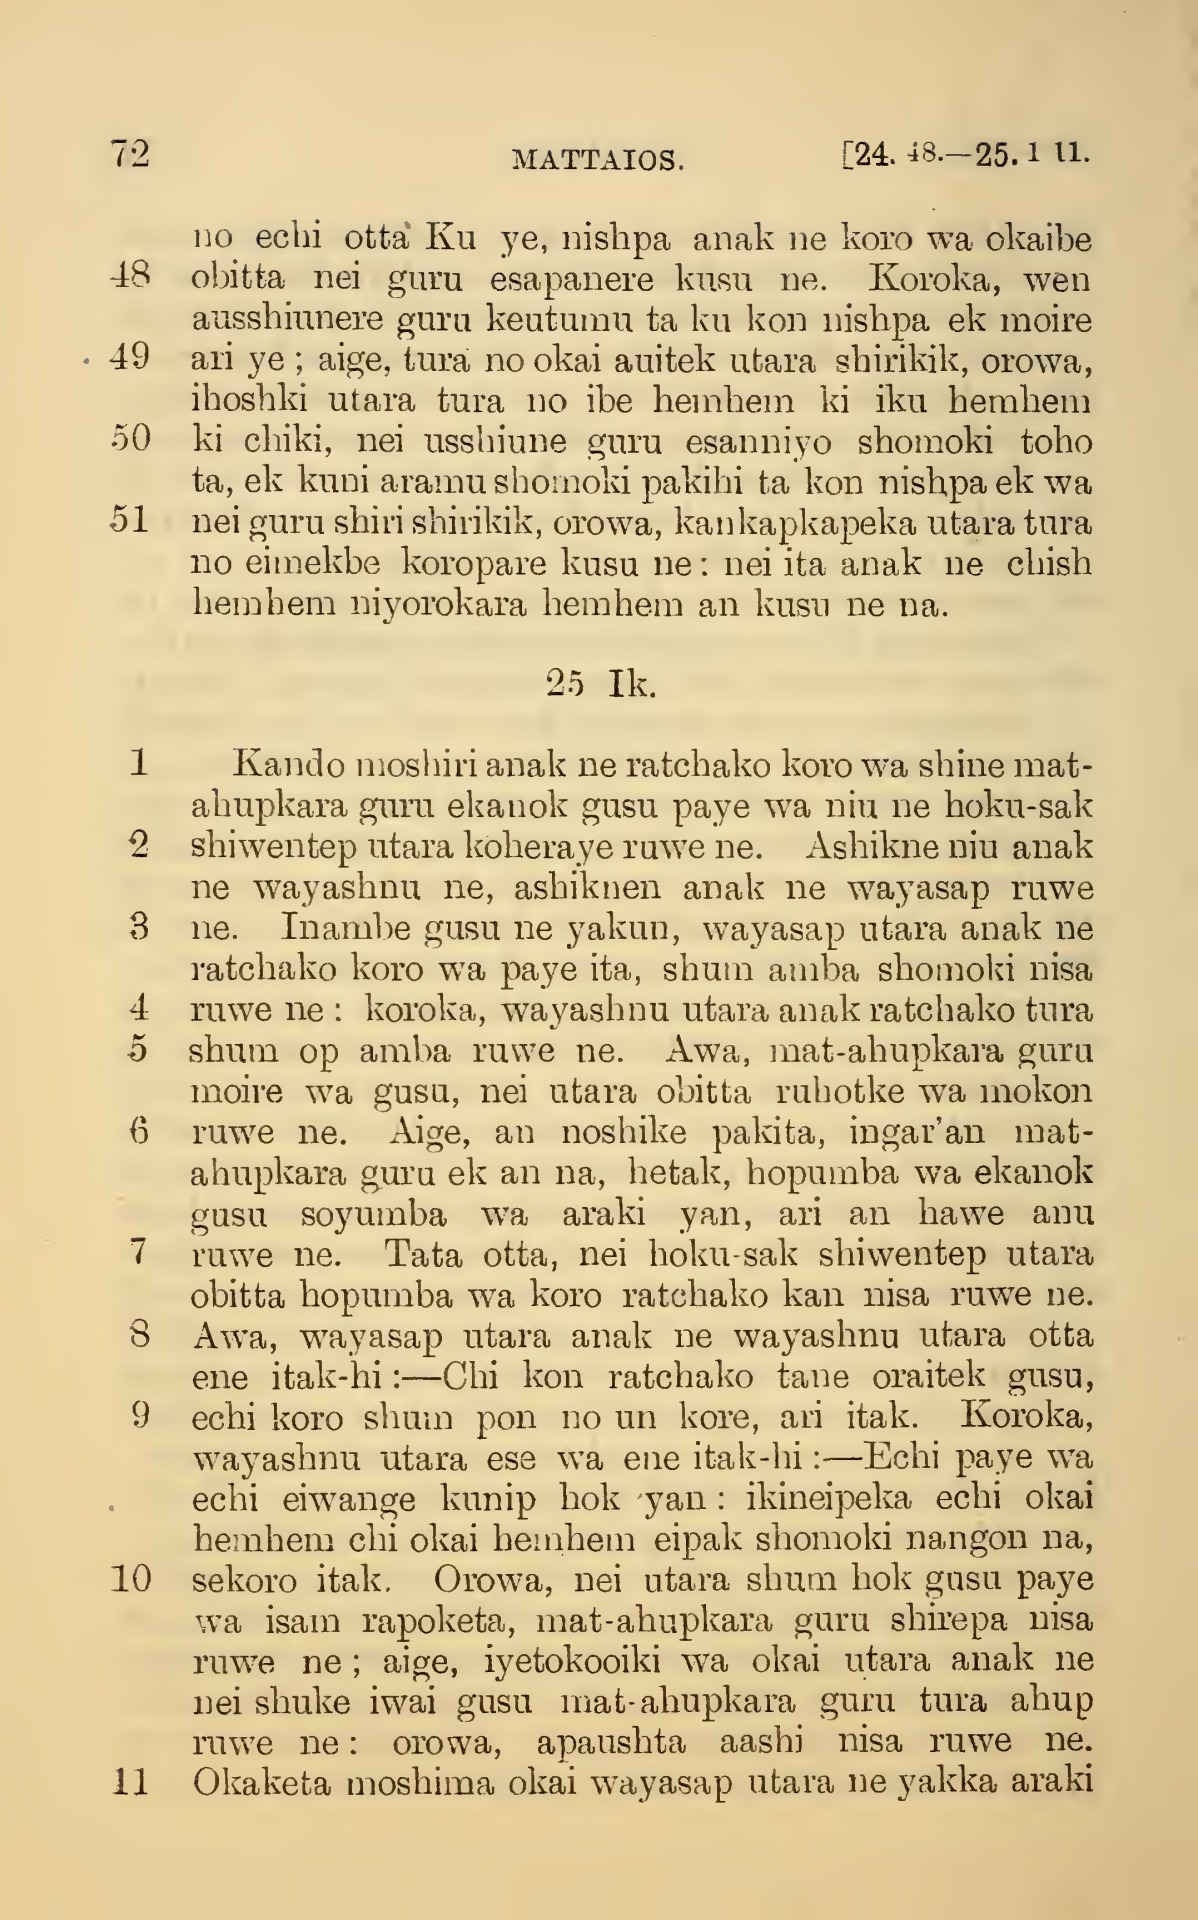 72 MATTAIOS. [24. 48.—25. 1 11.
no echi otta Ku ye, nishpa anak ne koro wa okaibe
48 obitta nei guru esapanere kusu ne. Koroka, wen
ausshiunere guru keutumu ta ku kon nishpa ek moire
49 ari ye ; aige, tura no okai auitek utara shirikik, orowa,
ihoshki utara tura no ibe hemhem ki iku hemhem
50 ki chiki, nei usshiune guru esanniyo shomoki toho
ta, ek kuni aramu shomoki pakihi ta kon nishpa ek wa
51 nei guru shiri shirikik, orowa, kankapkapeka utara tura
no eimekbe koropare kusu ne : nei ita anak ne chish
hemhem niyorokara hemhem an kusu ne na.
25 Ik.
1 Kando moshiri anak ne ratchako koro wa shine mat-
ahupkara guru ekanok gusu paye wa niu ne hoku-sak
2 shiwentep utara koheraye ruwe ne. Ashikne niu anak
ne wayashnu ne, ashiknen anak ne wayasap ruwe
3 ne. Inambe gusu ne yakun, wayasap utara anak ne
ratchako koro wa paye ita, shum amba shomoki nisa
4 ruwe ne : koroka, wayashnu utara anak ratchako tura
5 shum op amba ruwe ne. Awa, mat-ahupkara guru
moire wa gusu, nei utara obitta ruhotke wa mokon
6 ruwe ne. Aige, an noshike pakita, ingar'an mat-
ahupkara guru ek an na, hetak, hopumba wa ekanok
gusu soyumba wa araki yan, ari an hawe anu
7 ruwe ne. Tata otta, nei hoku-sak shiwentep utara
obitta hopumba wa koro ratchako kan nisa ruwe ne.
8 Awa, wayasap utara anak ne wayashnu utara otta
ene itak-hi :—Chi kon ratchako tane oraitek gusu,
9 echi koro shum pon no un kore, ari itak. Koroka,
wayashnu utara ese wa ene itak-hi :—Echi paye wa
echi eiwange kunip hok yan : ikineipeka echi okai
hemhem chi okai hemhem eipak shomoki nangon na,
10 sekoro itak. Orowa, nei utara shum hok gusu paye
wa isam rapoketa, mat-ahupkara guru shirepa nisa
ruwe ne ; aige, iyetokooiki wa okai utara anak ne
nei shuke iwai gusu mat-ahupkara guru tura ahup
ruwe ne : orowa, apaushta aashi nisa ruwe ne.
11 Okaketa moshima okai wayasap utara ne yakka araki